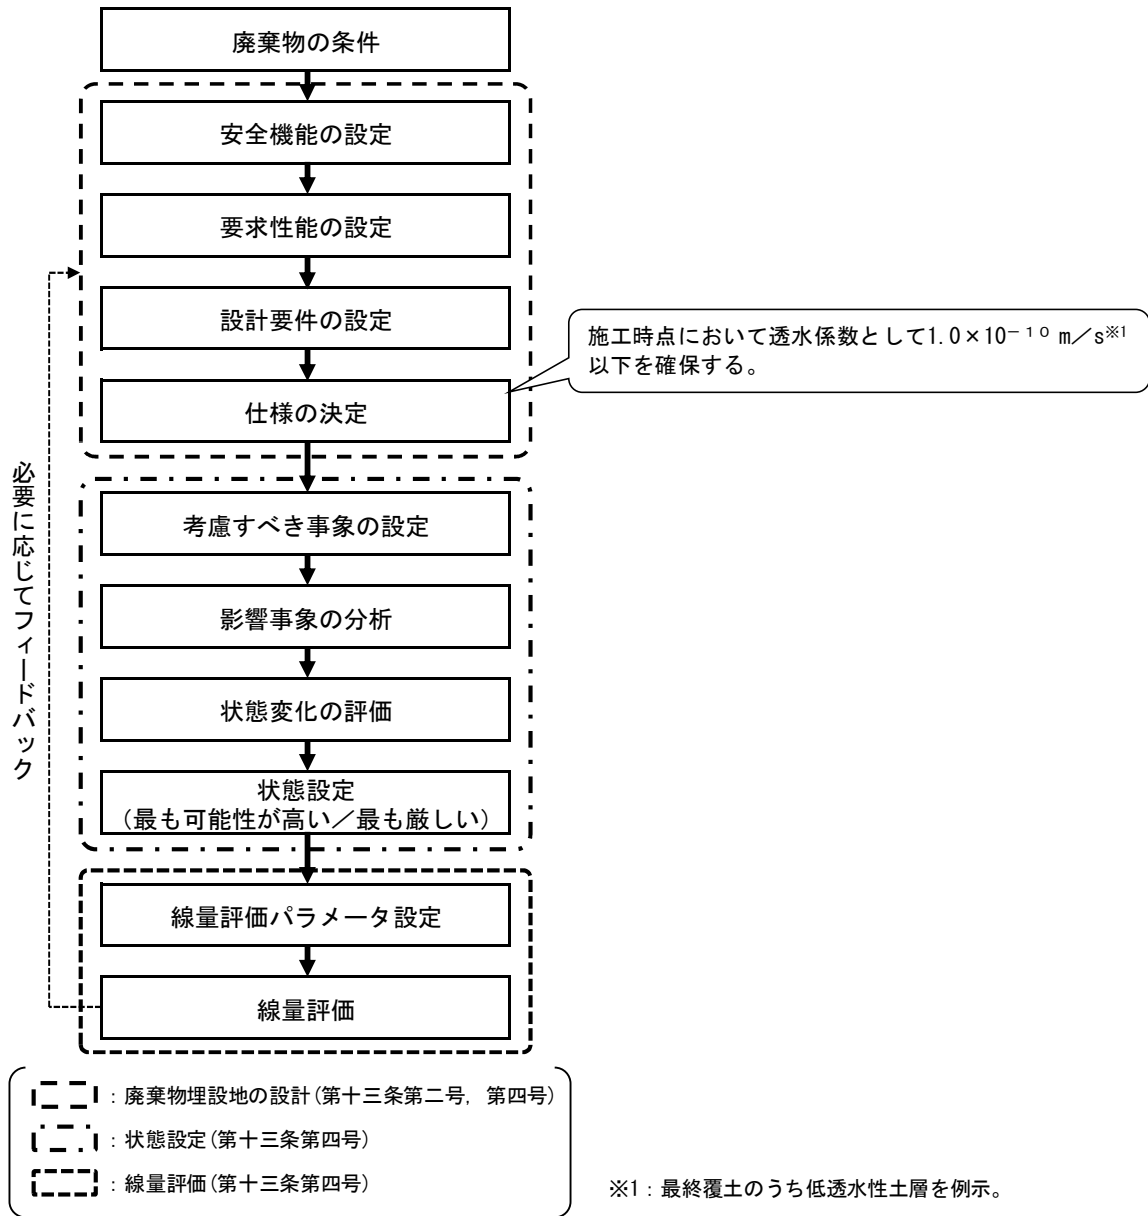 廃棄物の条件
安全機能の設定
要求性能の設定
設計要件の設定
施工時点において透水係数として1.0×10⁻¹⁰ m／s※1
以下を確保する。
仕様の決定
考慮すべき事象の設定
影響事象の分析
状態変化の評価
状態設定
（最も可能性が高い／最も厳しい）
線量評価パラメータ設定
線量評価
必要に応じてフィードバック
：廃棄物埋設地の設計(第十三条第二号，第四号)
：状態設定(第十三条第四号)
：線量評価(第十三条第四号)
※1：最終覆土のうち低透水性土層を例示。